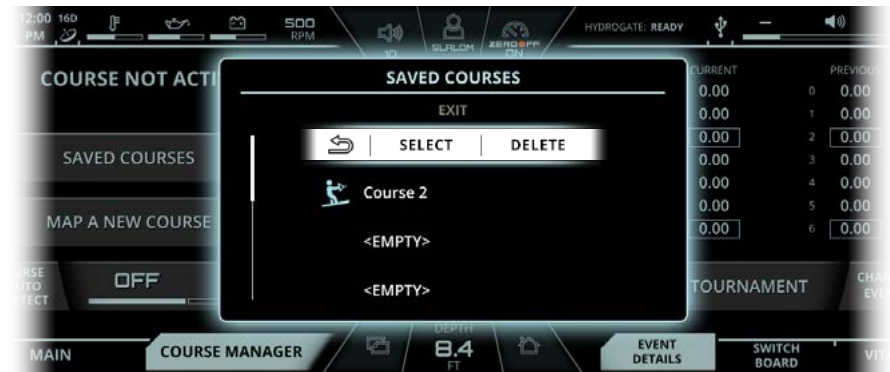 12:00 PM
16D
500
RPM
10
SLALOM
ZEROOFF
ON
HYDROGATE: READY
COURSE NOT ACTI
SAVED COURSES
MAP A NEW COURSE
OFF
SAVED COURSES
EXIT
SELECT DELETE
Course 2
<EMPTY>
<EMPTY>
CURRENT PREVIOUS
0.00 0 0.00
0.00 1 0.00
0.00 2 0.00
0.00 3 0.00
0.00 4 0.00
0.00 5 0.00
0.00 6 0.00
TOURNAMENT
MAIN
COURSE MANAGER
DEPTH
8.4
FT
EVENT
DETAILS
SWITCH
BOARD